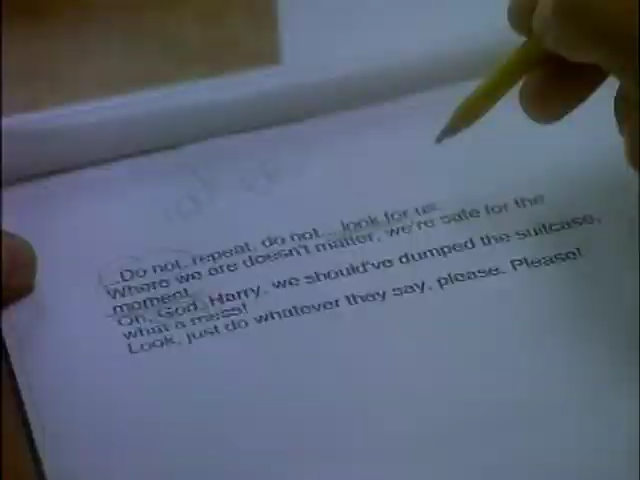 ...Do not, repeat, do not... look for us.
Where we are doesn't matter, we're safe for the
moment.
Oh, God, Harry, we should've dumped the suitcase,
what a mess!
Look, just do whatever they say, please. Please!